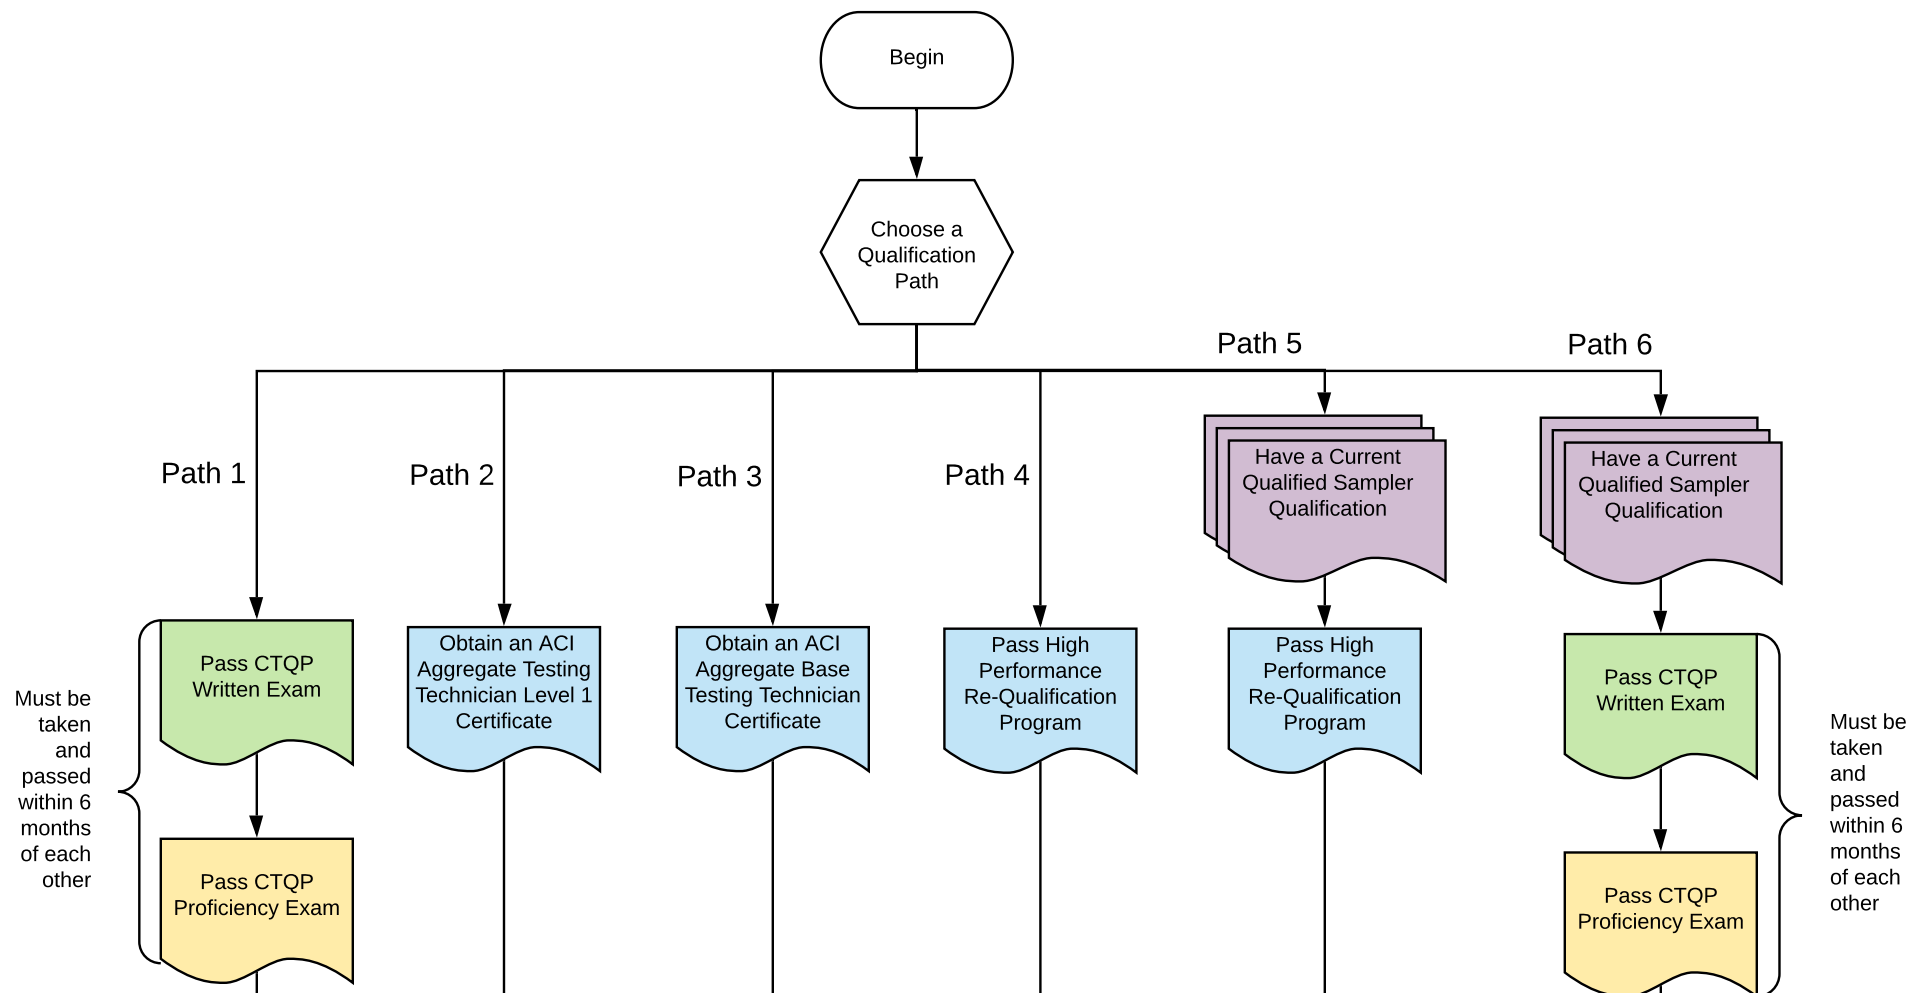 Begin
Choose a
Qualification
Path
Path 5
Path 6
Path 1
Path 2
Path 3
Path 4
Have a Current
Qualified Sampler
Qualification
Have a Current
Qualified Sampler
Qualification
Must be
taken
and
passed
within 6
months
of each
other
Pass CTQP
Written Exam
Obtain an ACI
Aggregate Testing
Technician Level 1
Certificate
Obtain an ACI
Aggregate Base
Testing Technician
Certificate
Pass High
Performance
Re-Qualification
Program
Pass High
Performance
Re-Qualification
Program
Pass CTQP
Written Exam
Must be
taken
and
passed
within 6
months
of each
other
Pass CTQP
Proficiency Exam
Pass CTQP
Proficiency Exam